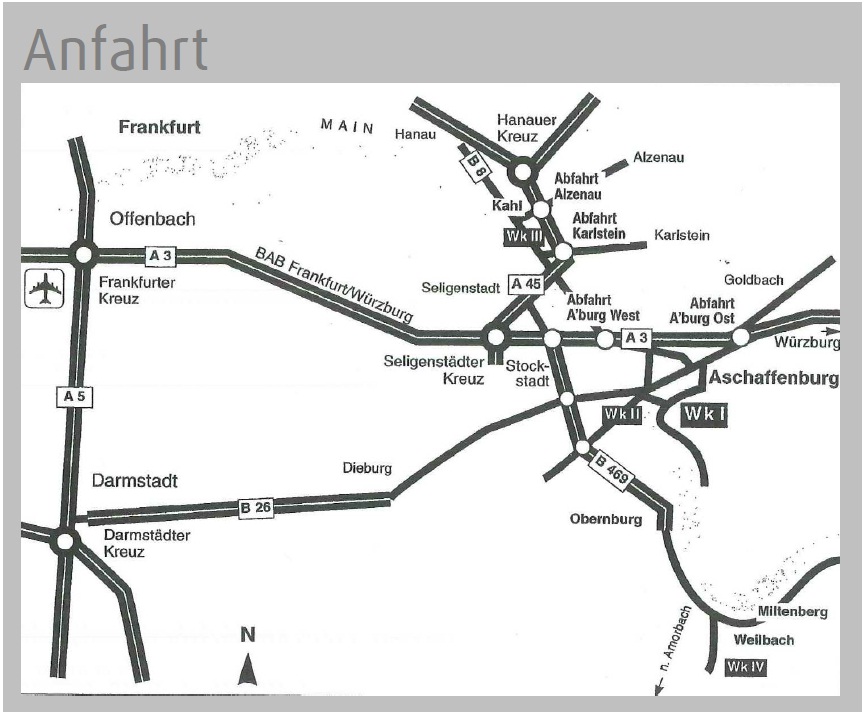 Anfahrt
Frankfurt
MAIN
Hanau
Hanauer
Kreuz
B 8
Alzenau
Abfahrt
Alzenau
Kahl
Abfahrt
Karlstein
Wk III
Karlstein
Offenbach
A 3
BAB Frankfurt/Würzburg
Frankfurter
Kreuz
Seligenstadt
A 45
Abfahrt
A'burg West
Goldbach
Abfahrt
A'burg Ost
A 3
Würzburg
Seligenstädter
Kreuz
Stock-
stadt
Aschaffenburg
A 5
Wk II
Wk I
Dieburg
B 469
Darmstadt
B 26
Obernburg
Darmstädter
Kreuz
Miltenberg
Weilbach
n. Amorbach
Wk IV
N